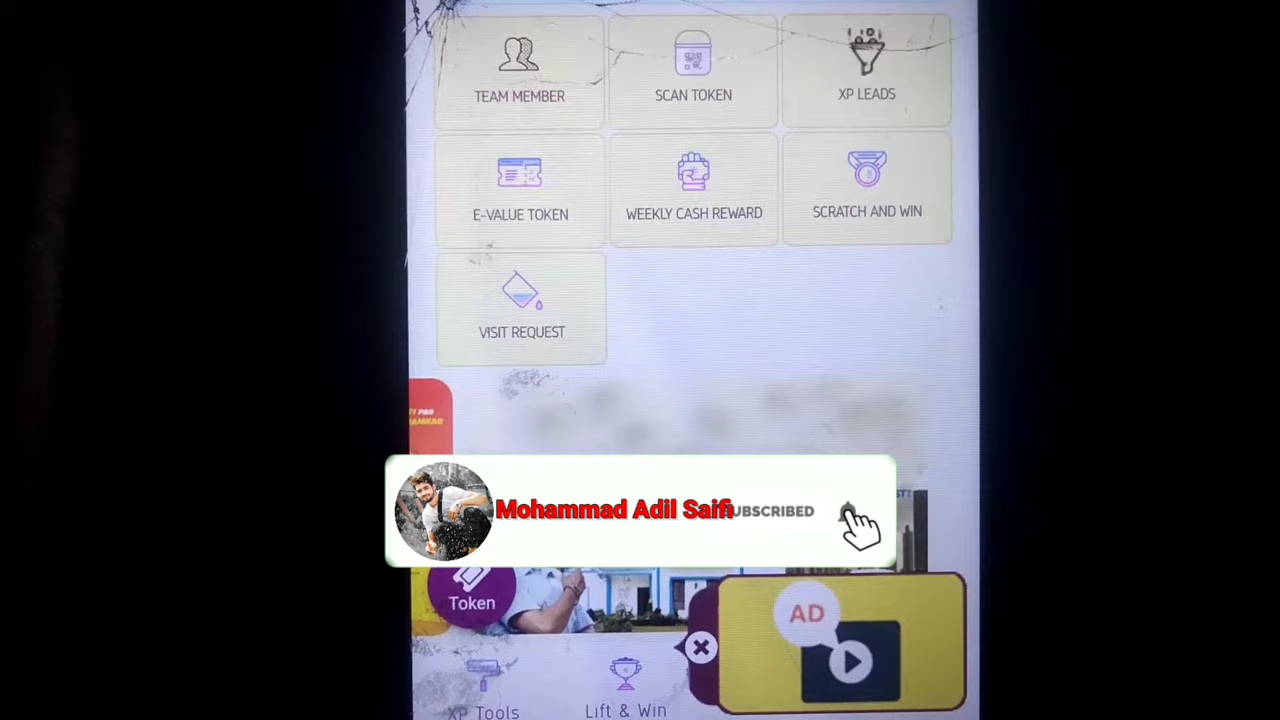 TEAM MEMBER
SCAN TOKEN
XP LEADS
E-VALUE TOKEN
WEEKLY CASH REWARD
SCRATCH AND WIN
VISIT REQUEST
PRO
Mohammad Adil Saifi
UBSCRIBED
Token
AD
XP Tools
Lift & Win